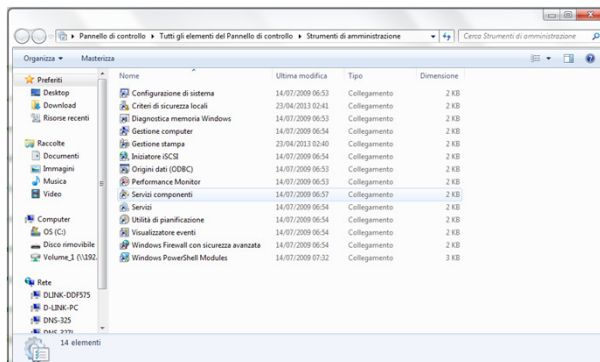 Pannello di controllo ▸ Tutti gli elementi del Pannello di controllo ▸ Strumenti di amministrazione
Cerca Strumenti di amministrazione
Organizza Masterizza
Nome Ultima modifica Tipo Dimensione
Preferiti
Desktop
Download
Risorse recenti
Raccolte
Documenti
Immagini
Musica
Video
Computer
OS (C:)
Disco rimovibile
Volume_1 (\\192.
Rete
DLINK-DDF575
D-LINK-PC
DNS-325
DNS-327L
Configurazione di sistema 14/07/2009 06:53 Collegamento 2 KB
Criteri di sicurezza locali 23/04/2013 02:41 Collegamento 2 KB
Diagnostica memoria Windows 14/07/2009 06:53 Collegamento 2 KB
Gestione computer 14/07/2009 06:54 Collegamento 2 KB
Gestione stampa 23/04/2013 02:40 Collegamento 2 KB
Iniziatore iSCSI 14/07/2009 06:54 Collegamento 2 KB
Origini dati (ODBC) 14/07/2009 06:53 Collegamento 2 KB
Performance Monitor 14/07/2009 06:53 Collegamento 2 KB
Servizi componenti 14/07/2009 06:57 Collegamento 2 KB
Servizi 14/07/2009 06:54 Collegamento 2 KB
Utilità di pianificazione 14/07/2009 06:54 Collegamento 2 KB
Visualizzatore eventi 14/07/2009 06:54 Collegamento 2 KB
Windows Firewall con sicurezza avanzata 14/07/2009 06:54 Collegamento 2 KB
Windows PowerShell Modules 14/07/2009 07:32 Collegamento 3 KB
14 elementi